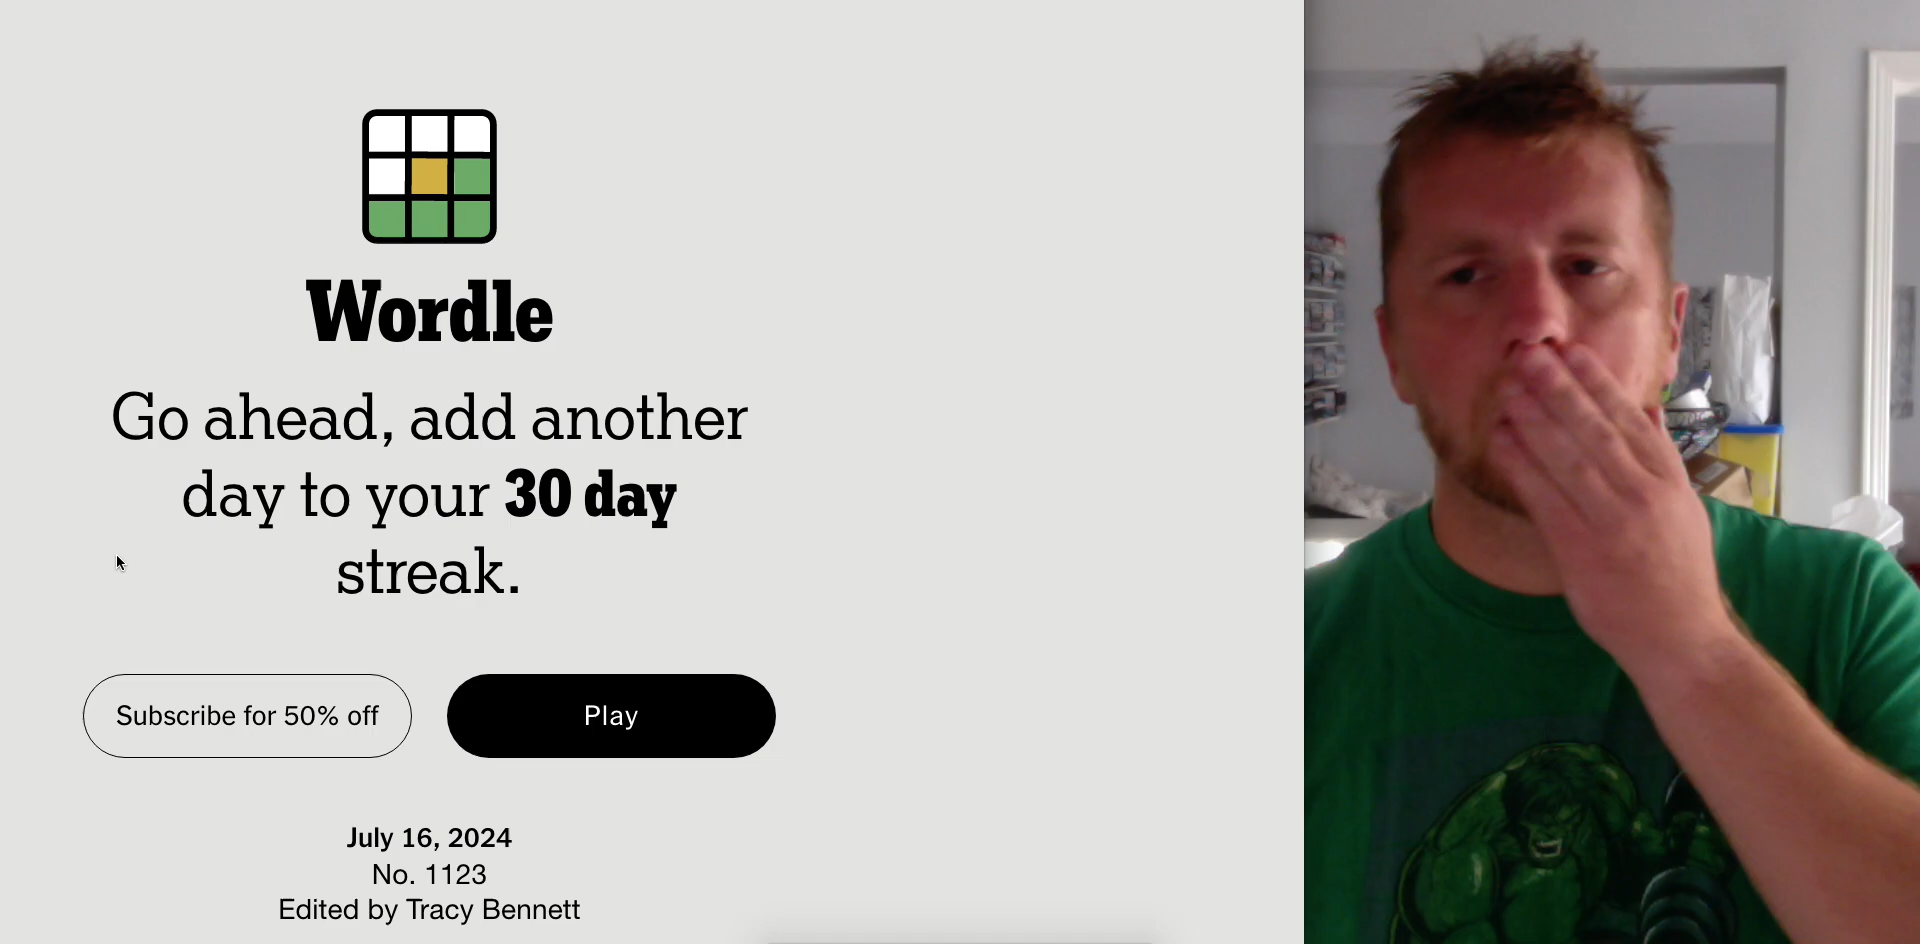 Wordle
Go ahead, add another
day to your 30 day
streak.
Subscribe for 50% off
Play
July 16, 2024
No. 1123
Edited by Tracy Bennett